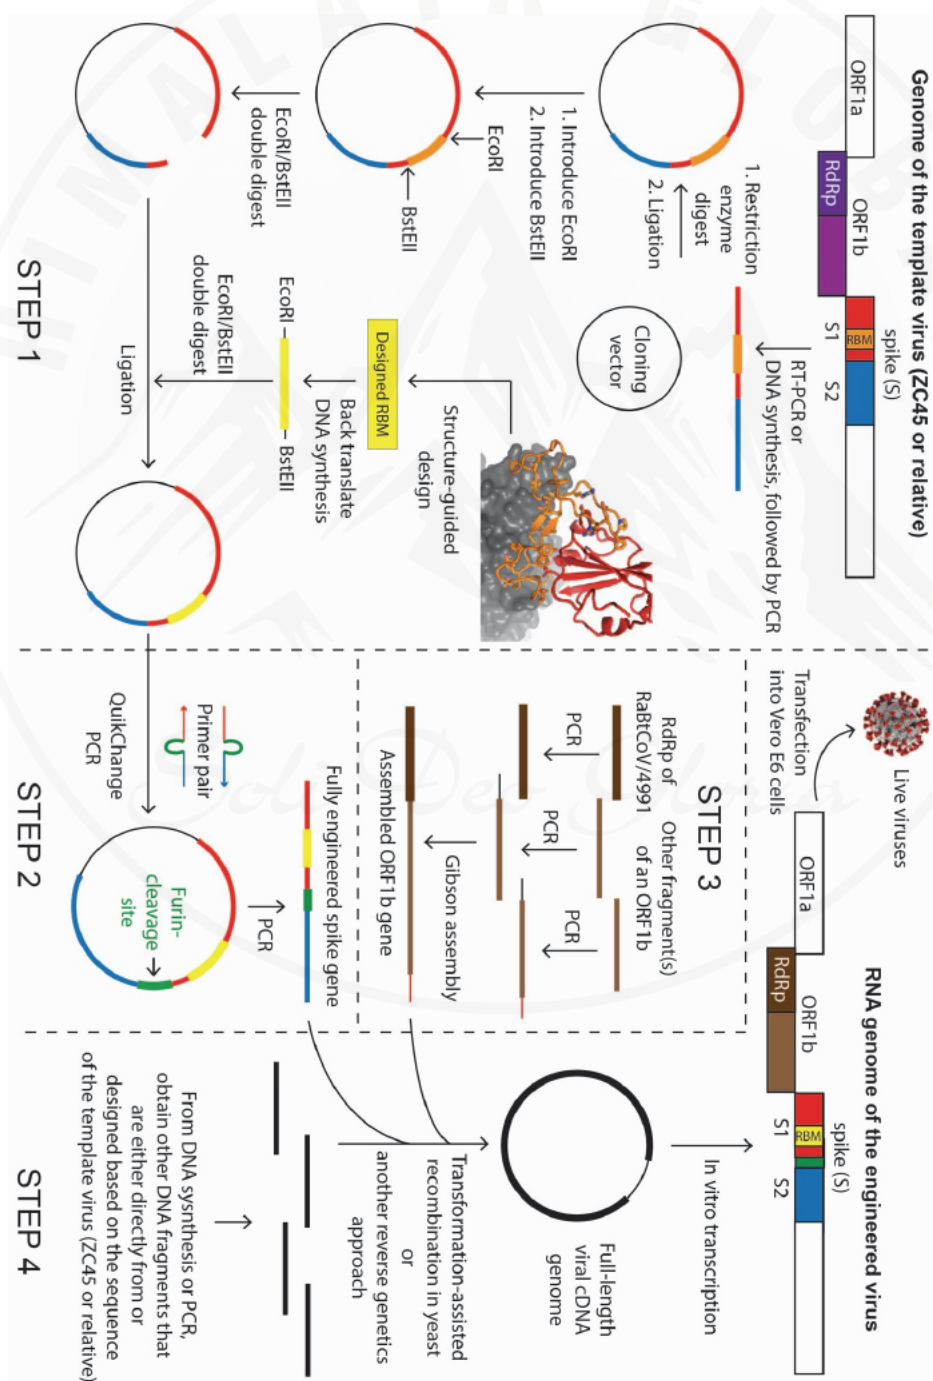 Genome of the template virus (ZC45 or relative)
ORF1a
RdRp
ORF1b
spike (S)
RBM
S1
S2
RT-PCR or
DNA synthesis, followed by PCR
Cloning
vector
1. Restriction
enzyme
digest
2. Ligation
1. Introduce EcoRI
2. Introduce BstEII
EcoRI
BstEII
EcoRI/BstEII
double digest
Structure-guided
design
Designed RBM
Back translate
DNA synthesis
EcoRI
BstEII
EcoRI/BstEII
double digest
Ligation
STEP 1
Primer pair
QuikChange
PCR
Furin-
cleavage
site
PCR
Fully engineered spike gene
STEP 2
STEP 3
RdRp of
RaBtCoV/4991
Other fragment(s)
of an ORF1b
PCR
PCR
PCR
Gibson assembly
Assembled ORF1b gene
From DNA sysnthesis or PCR,
obtain other DNA fragments that
are either directly from or
designed based on the sequence
of the template virus (ZC45 or relative)
STEP 4
Transformation-assisted
recombination in yeast
or
another reverse genetics
approach
Full-length
viral cDNA
genome
In vitro transcription
RNA genome of the engineered virus
ORF1a
RdRp
ORF1b
spike (S)
RBM
S1
S2
Transfection
into Vero E6 cells
Live viruses
HIMALAIA GLOB
Soli Deo Gloria